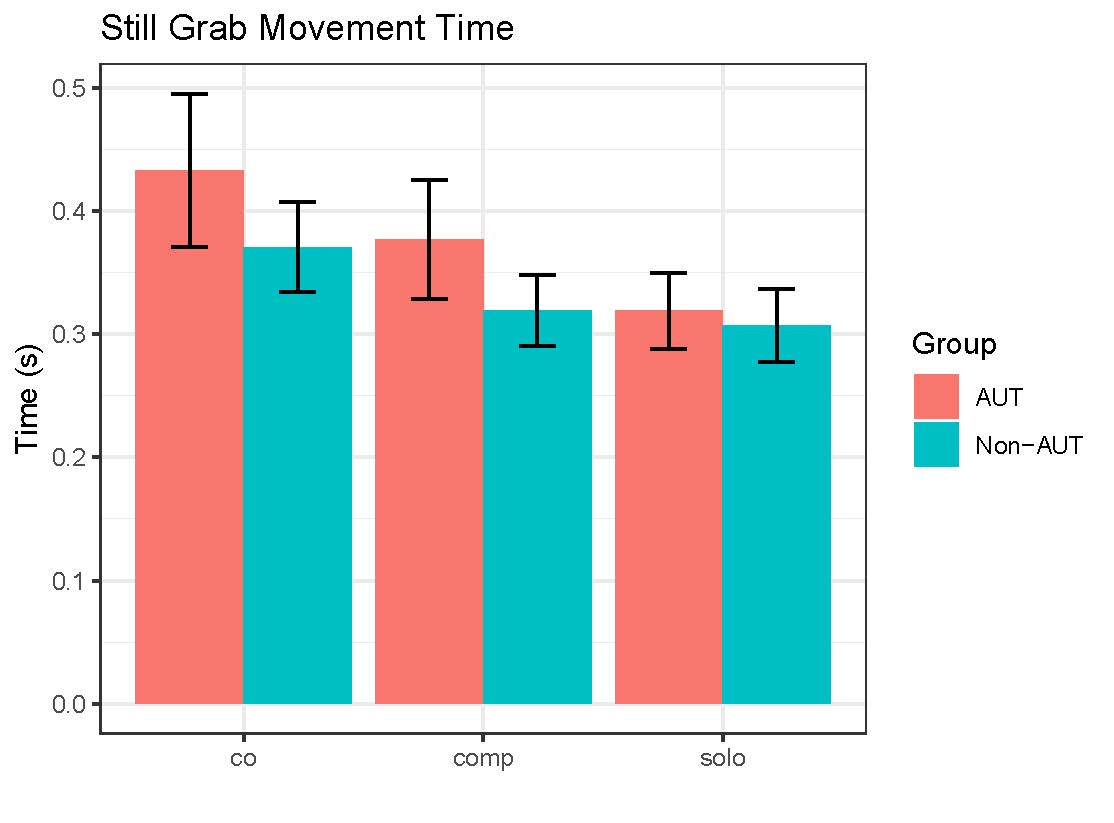 Still Grab Movement Time
Time (s)
0.5
0.4
0.3
0.2
0.1
0.0
co comp solo
Group
AUT
Non-AUT